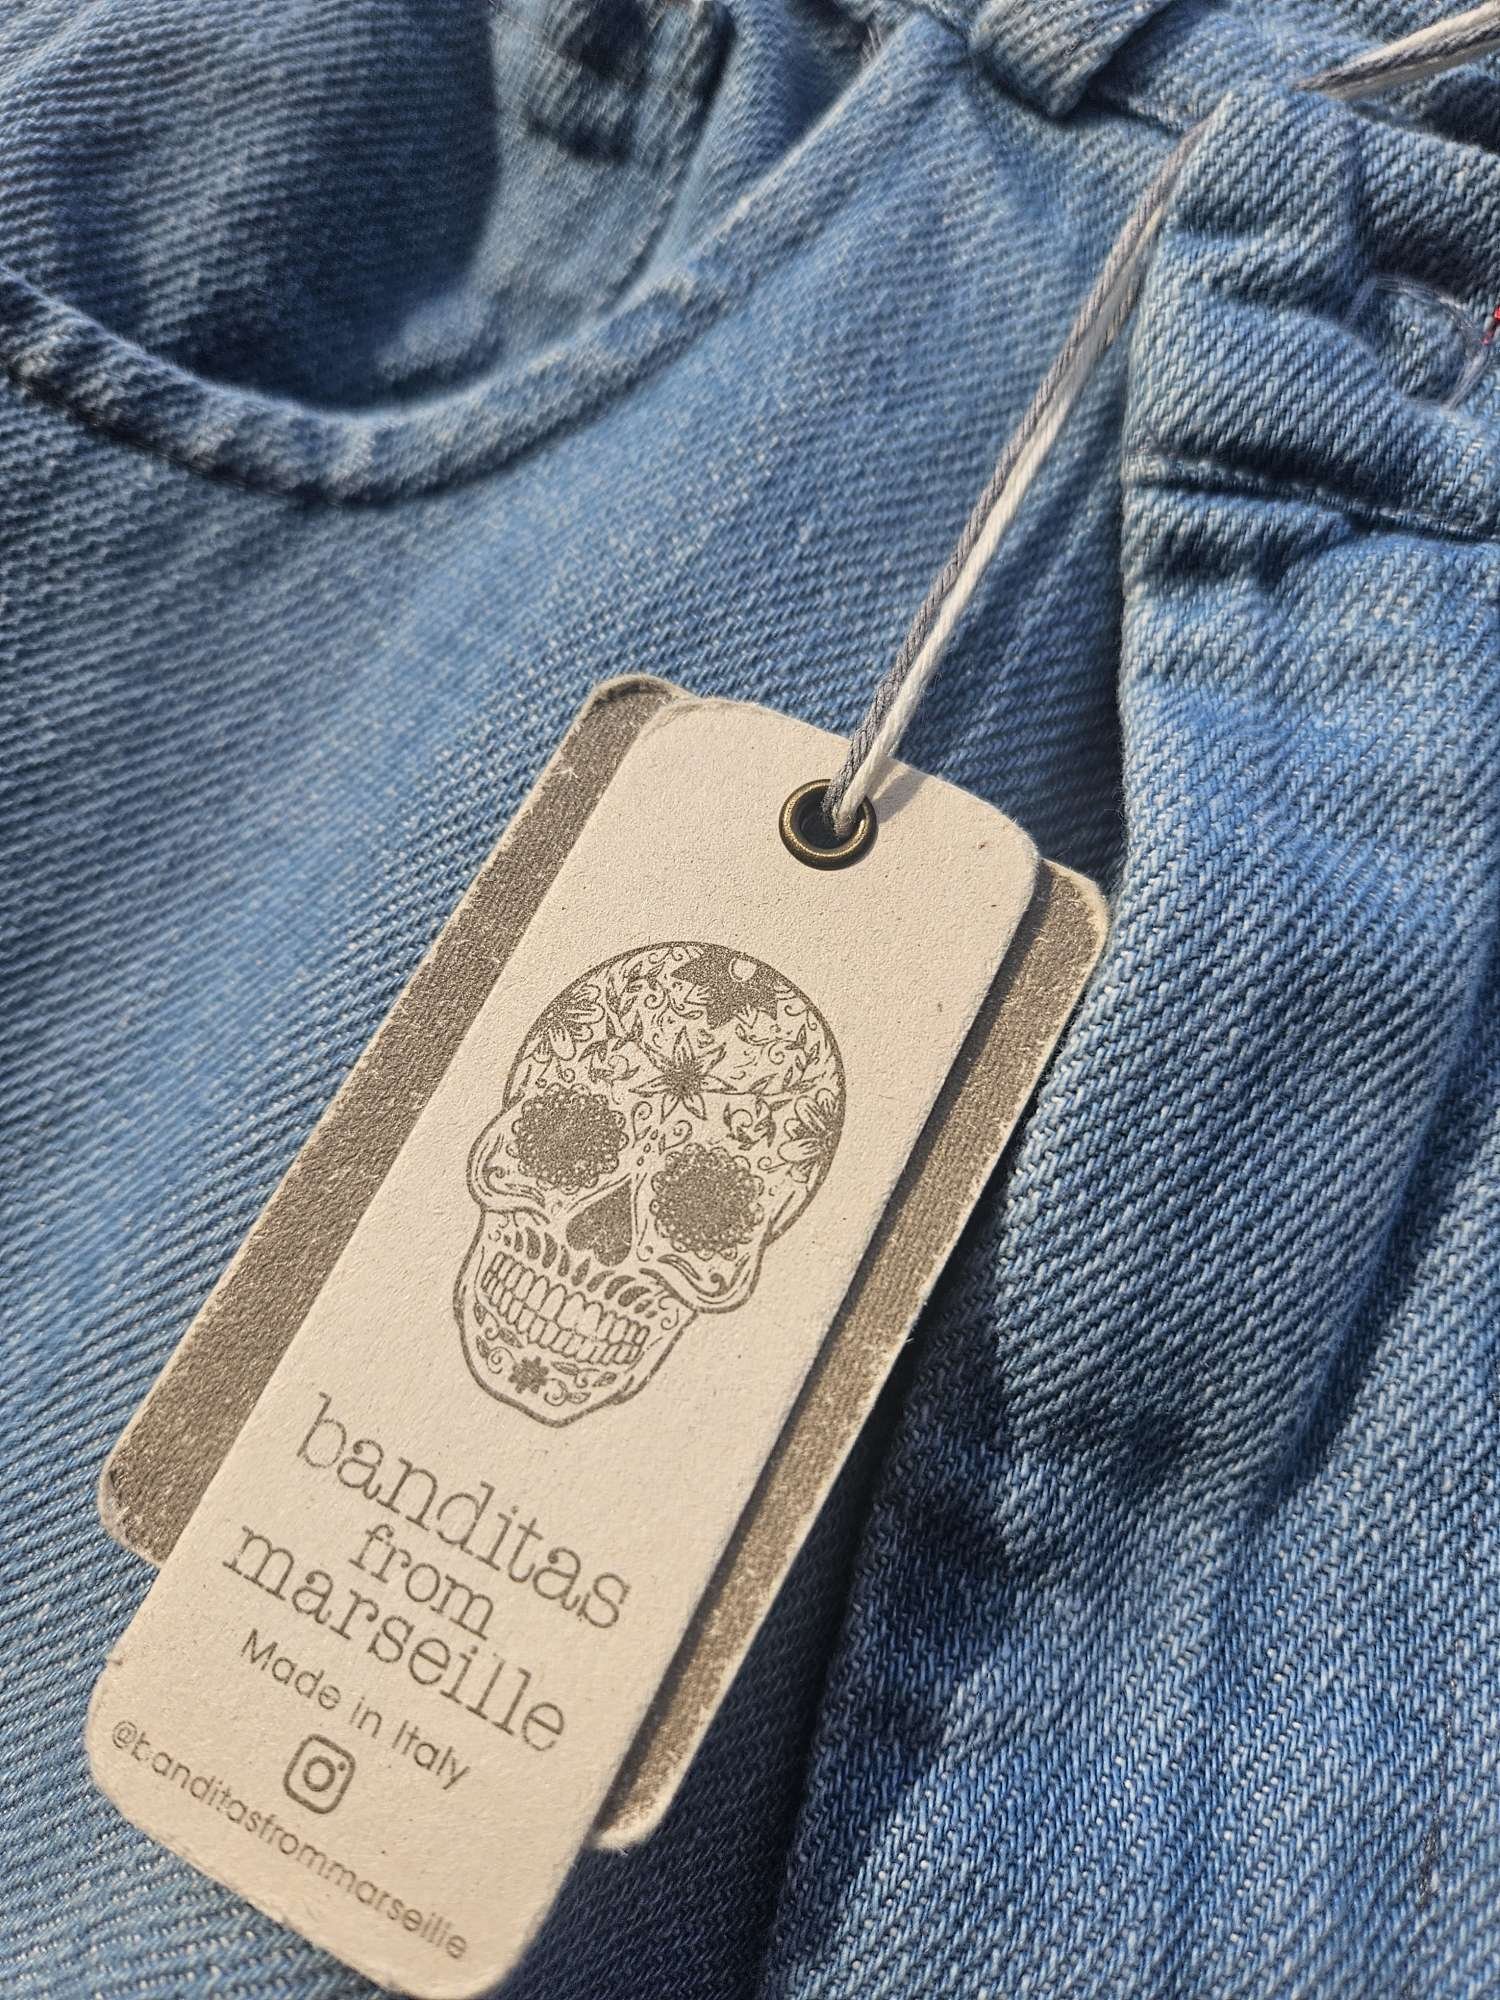 banditas
from
marseille
Made in Italy
@banditasfrommarseille